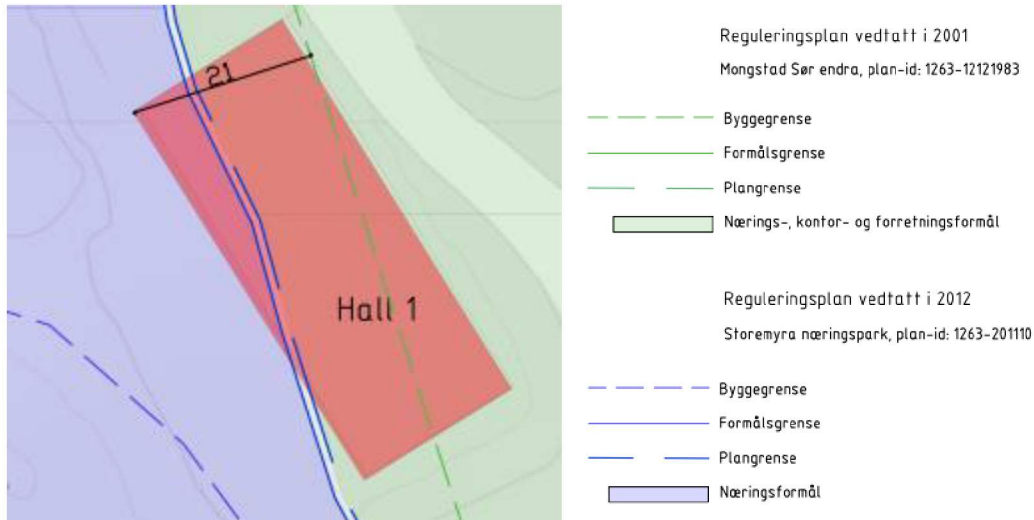 21
Hall 1
Reguleringsplan vedtatt i 2001
Mongstad Sør endra, plan-id: 1263-12121983
Byggegrense
Formålsgrense
Plangrense
Nærings-, kontor- og forretningsformål
Reguleringsplan vedtatt i 2012
Storemyra næringspark, plan-id: 1263-201110
Byggegrense
Formålsgrense
Plangrense
Næringsformål